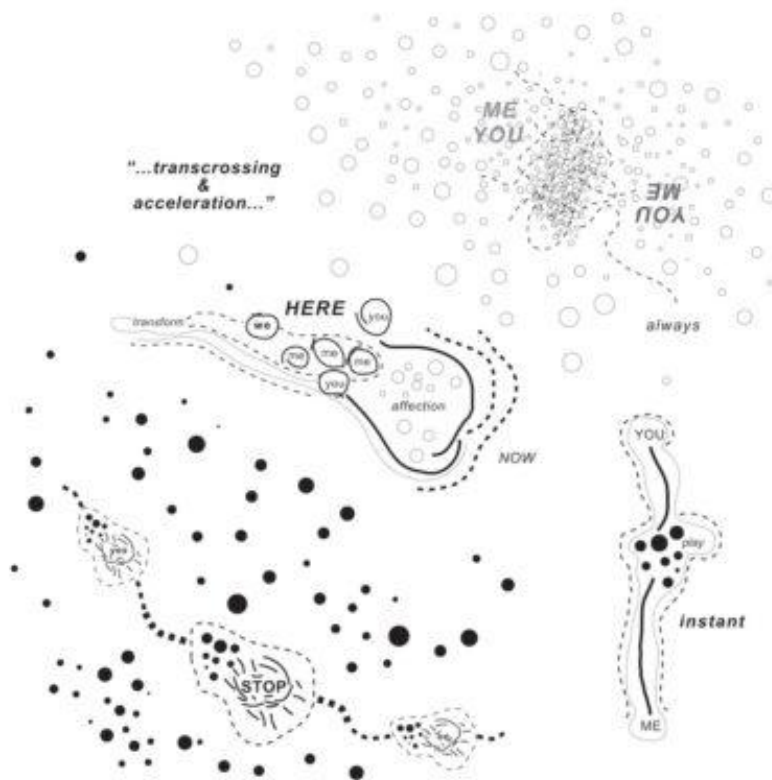 ME
YOU
"...transcrossing
&
acceleration..."
YOU
ME
HERE
you
we
transform
always
me
me
me
you
affection
YOU
NOW
yes
play
instant
STOP
ME